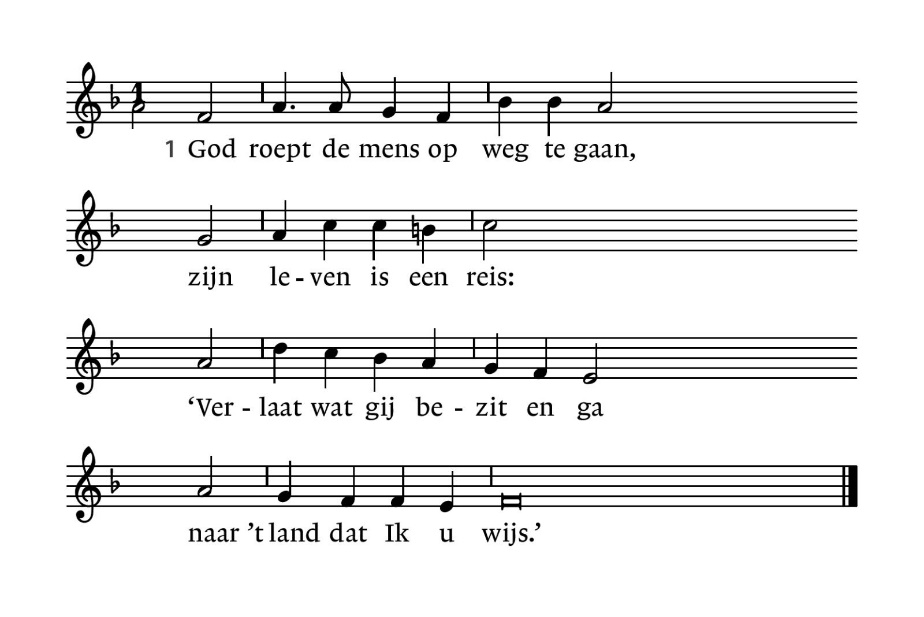 1
1 God roept de mens op weg te gaan,
zijn le - ven is een reis:
‘Ver - laat wat gij be - zit en ga
naar ’t land dat Ik u wijs.’